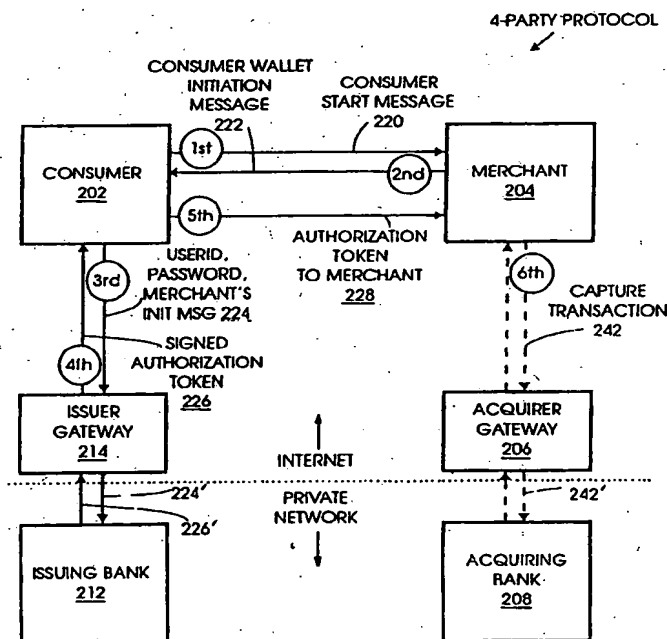 4-PARTY PROTOCOL
CONSUMER WALLET
INITIATION
MESSAGE
222
CONSUMER
START MESSAGE
220
1st
2nd
CONSUMER
202
MERCHANT
204
5th
AUTHORIZATION
TOKEN
TO MERCHANT
228
USERID,
PASSWORD,
MERCHANT'S
INIT MSG 224
3rd
6th
CAPTURE
TRANSACTION
242
SIGNED
AUTHORIZATION
TOKEN
226
4th
ISSUER
GATEWAY
214
ACQUIRER
GATEWAY
206
INTERNET
PRIVATE
NETWORK
224'
226'
242'
ISSUING BANK
212
ACQUIRING
BANK
208